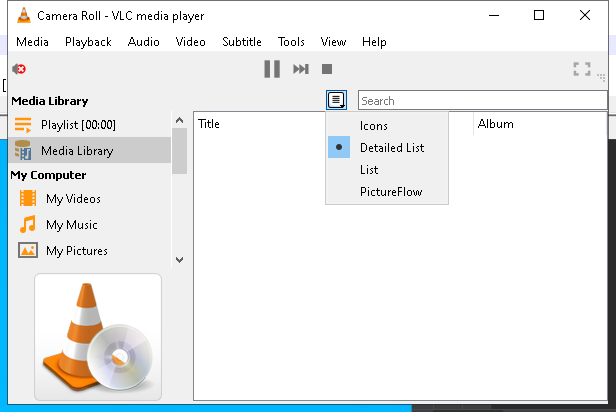 Camera Roll - VLC media player
Media Playback Audio Video Subtitle Tools View Help
Media Library
Search
Playlist [00:00]
Media Library
My Computer
My Videos
My Music
My Pictures
Title Album
Icons
Detailed List
List
PictureFlow